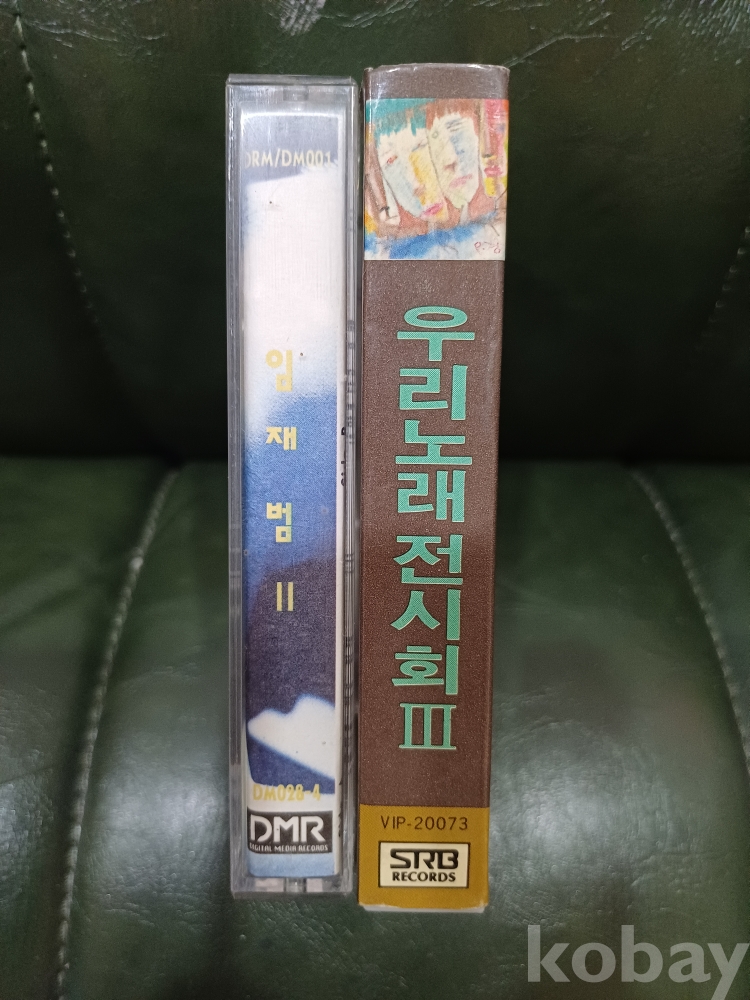 DRM/DM001
임재범 II
DM028-4
DMR
DIGITAL MEDIA RECORDS
우리노래전시회 III
VIP-20073
SRB
RECORDS
kobay